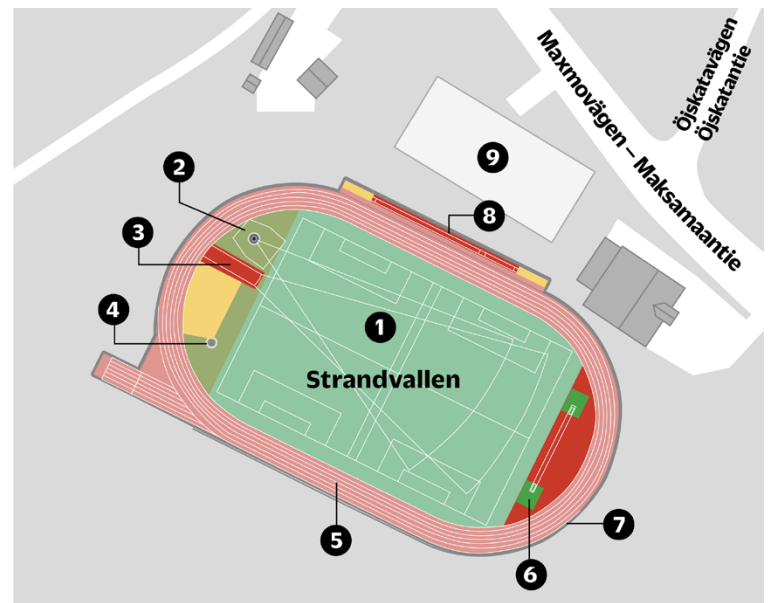 Maxmovägen – Maksamaantie
Öjskatavägen
Öjskatantie
2
9
8
3
4
1
Strandvallen
5
6
7